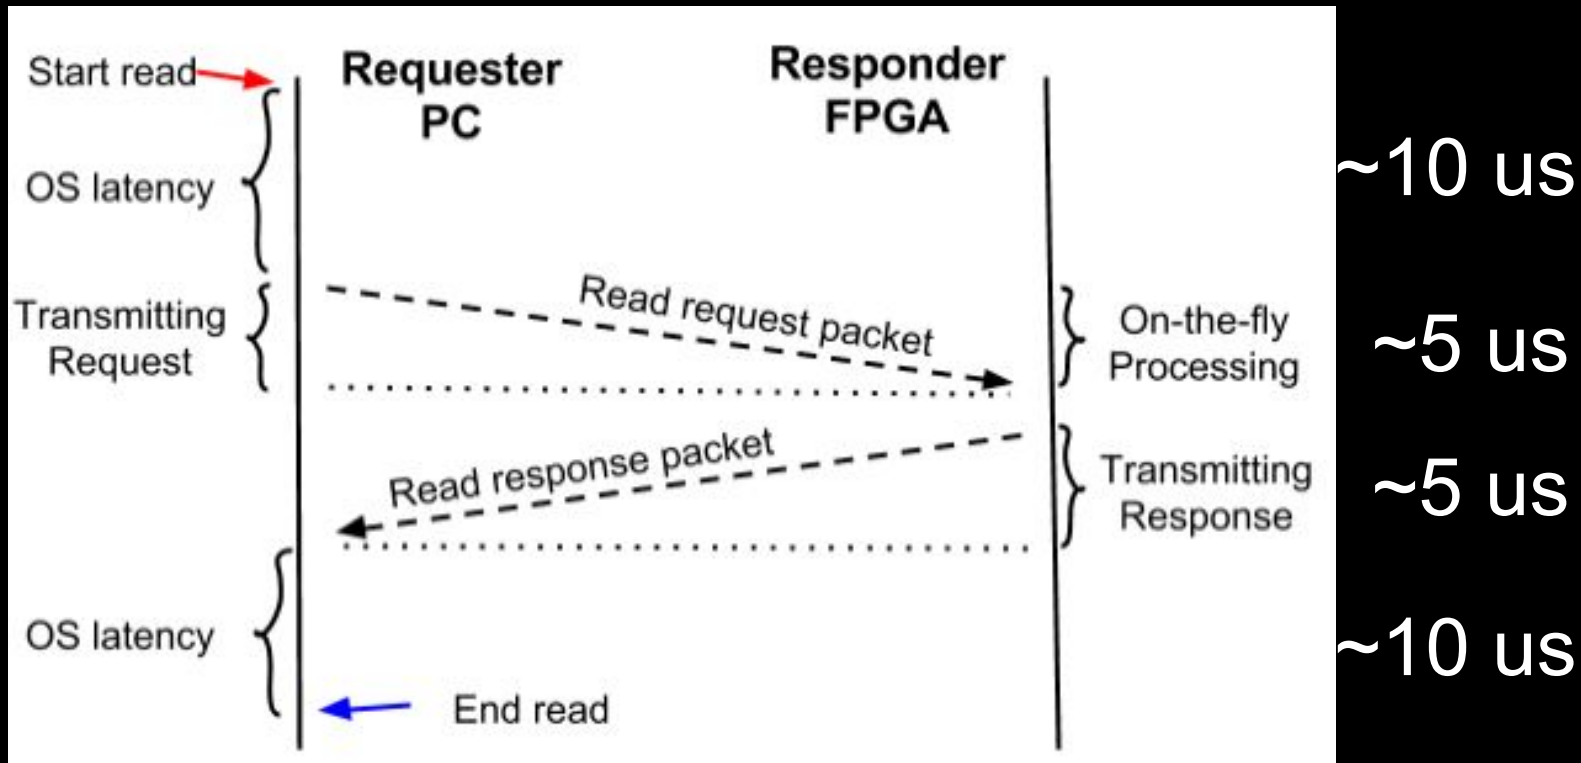 Start read
Requester
PC
Responder
FPGA
OS latency
~10 us
Transmitting
Request
Read request packet
On-the-fly
Processing
~5 us
Read response packet
Transmitting
Response
~5 us
OS latency
~10 us
End read